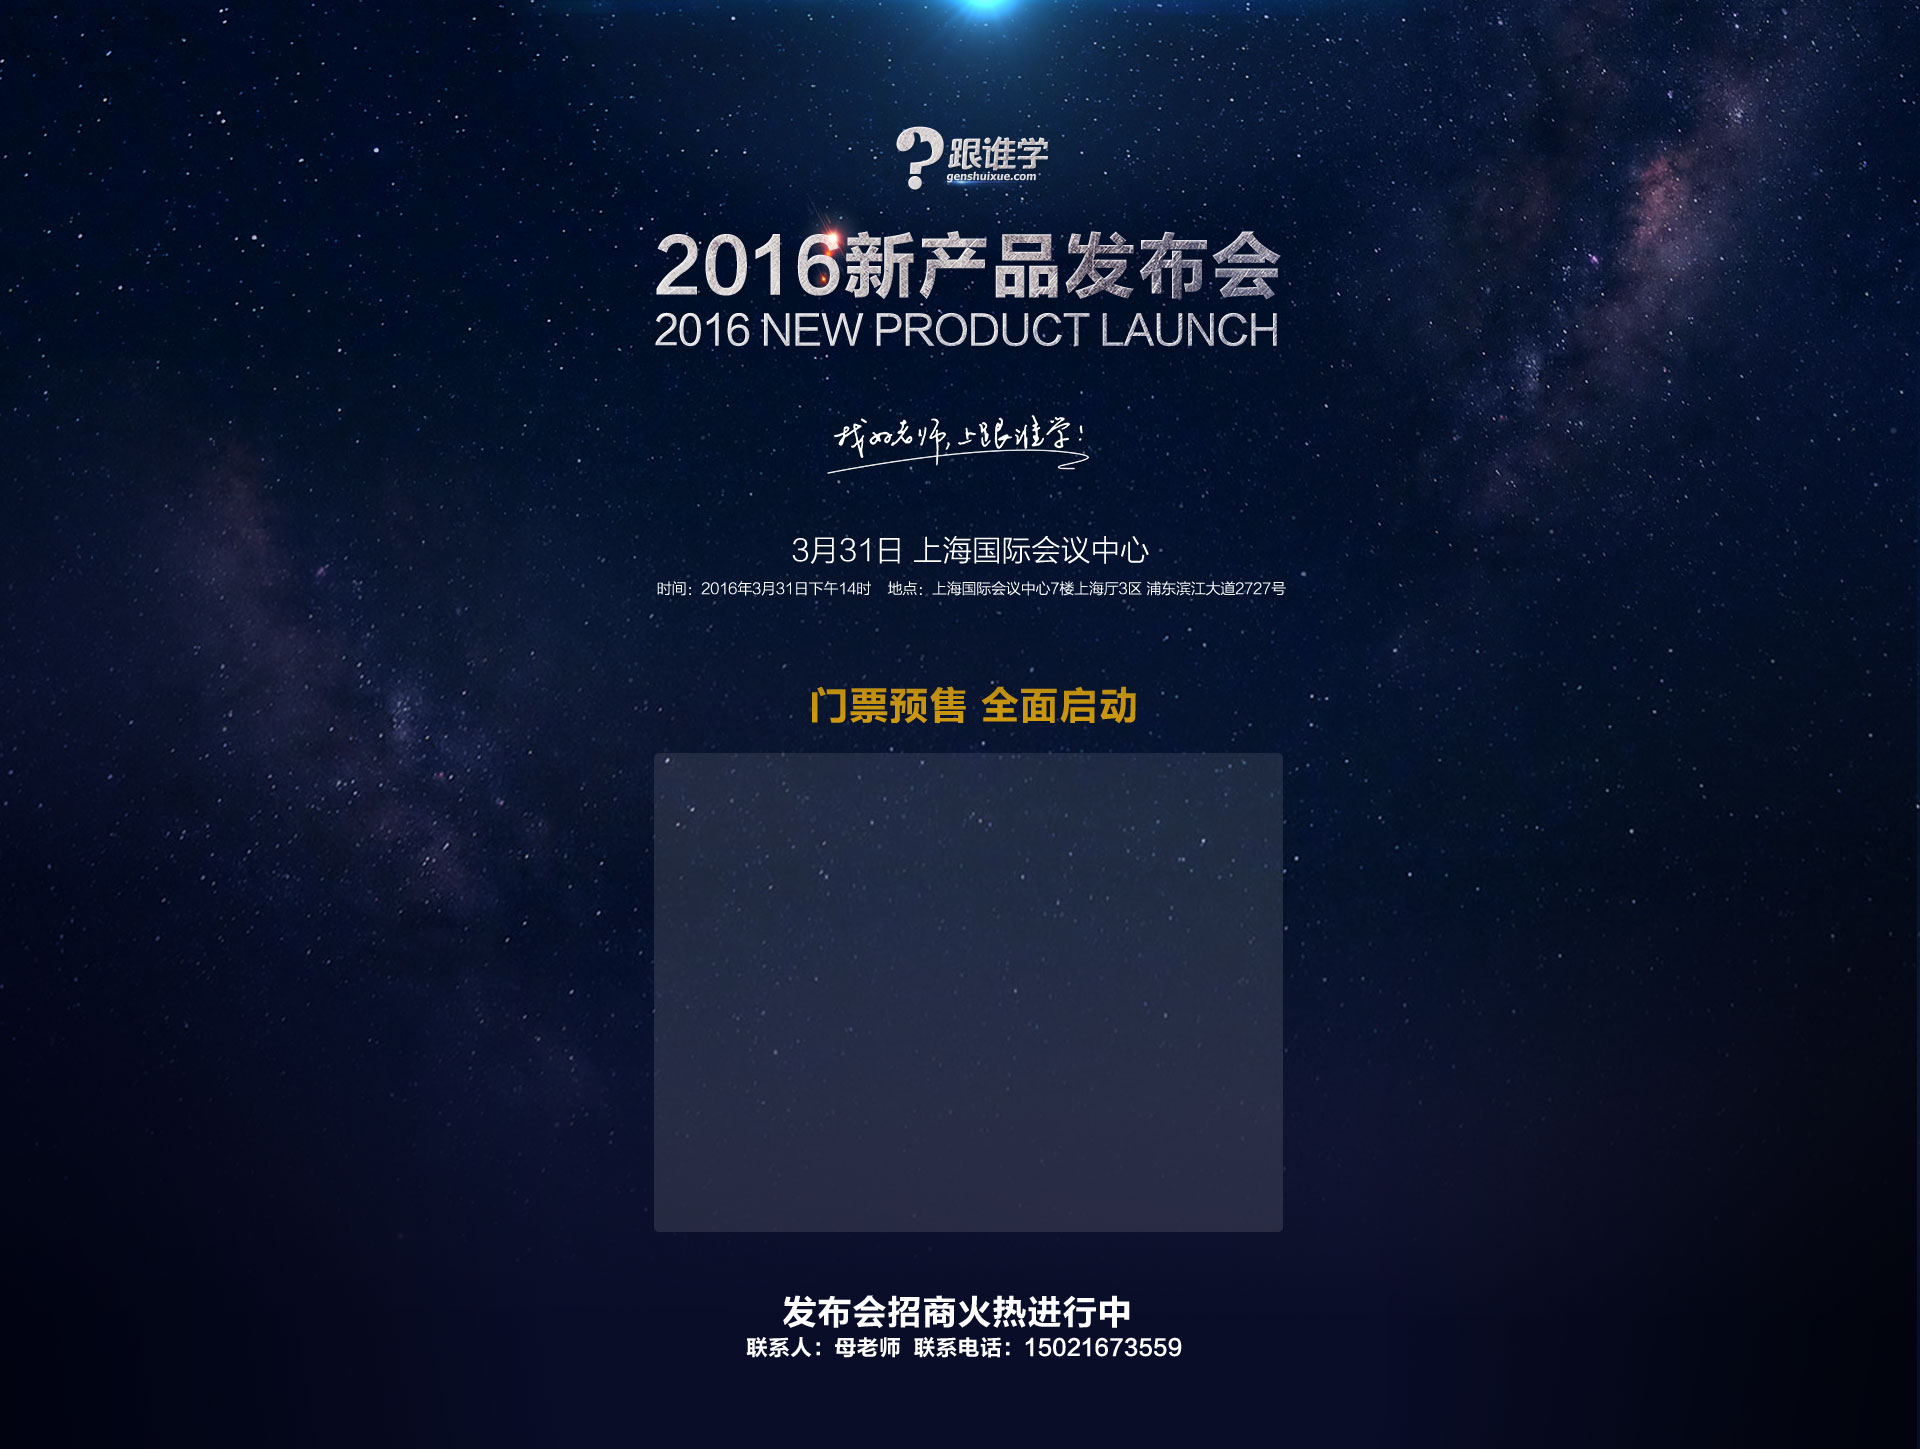 跟谁学
genshuixue.com
2016新产品发布会
2016 NEW PRODUCT LAUNCH
找好老师,上跟谁学!
3月31日 上海国际会议中心
时间：2016年3月31日下午14时 地点：上海国际会议中心7楼上海厅3区 浦东滨江大道2727号
门票预售 全面启动
发布会招商火热进行中
联系人：母老师 联系电话：15021673559